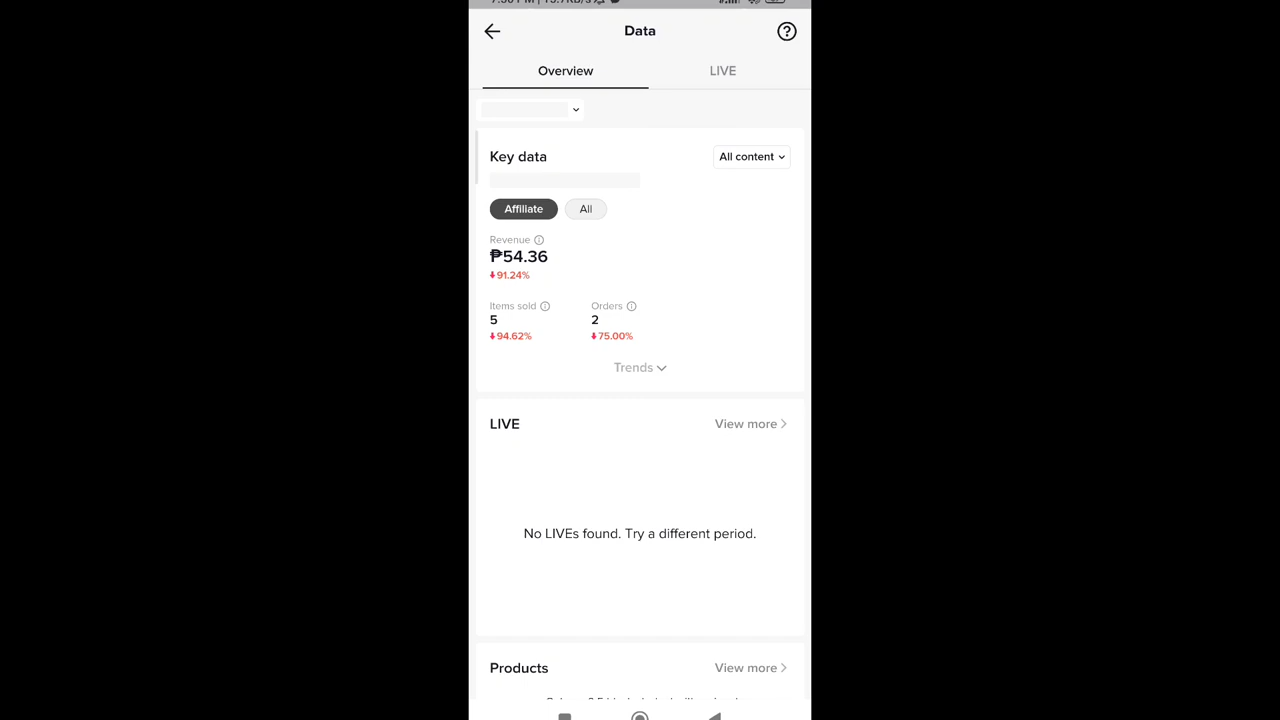 Data
Overview LIVE
Key data All content
Affiliate All
Revenue
₱54.36
91.24%
Items sold Orders
5 2
94.62% 75.00%
Trends
LIVE View more
No LIVEs found. Try a different period.
Products View more